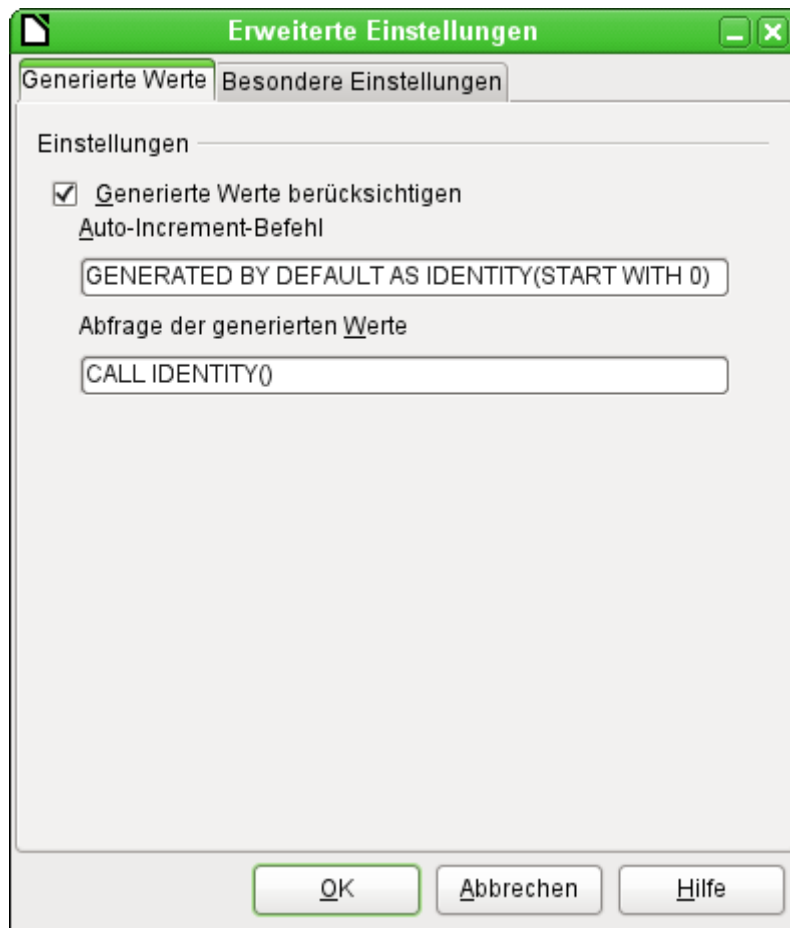 Erweiterte Einstellungen
Generierte Werte Besondere Einstellungen
Einstellungen
Generierte Werte berücksichtigen
Auto-Increment-Befehl
GENERATED BY DEFAULT AS IDENTITY(START WITH 0)
Abfrage der generierten Werte
CALL IDENTITY()
OK Abbrechen Hilfe